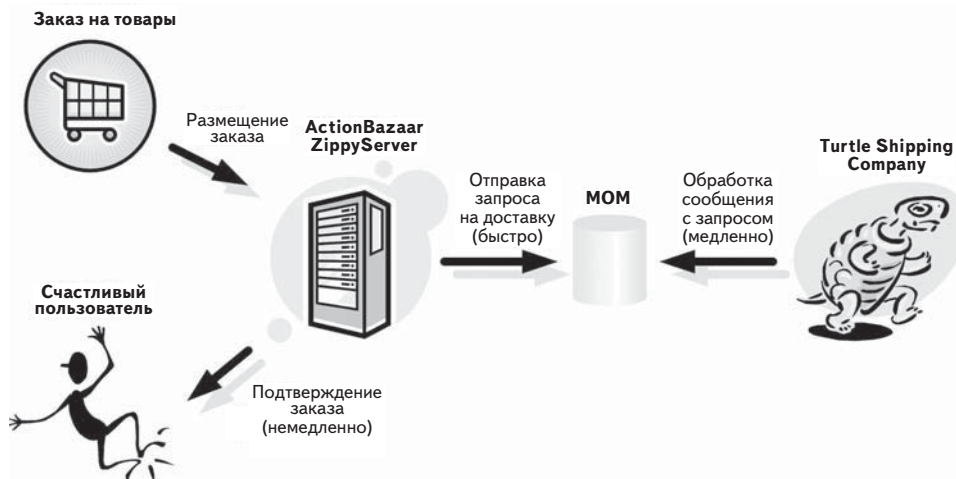 Заказ на товары
Размещение
заказа
ActionBazaar
ZippyServer
Отправка
запроса
на доставку
(быстро)
MOM
Обработка
сообщения
с запросом
(медленно)
Turtle Shipping
Company
Счастливый
пользователь
Подтверждение
заказа
(немедленно)